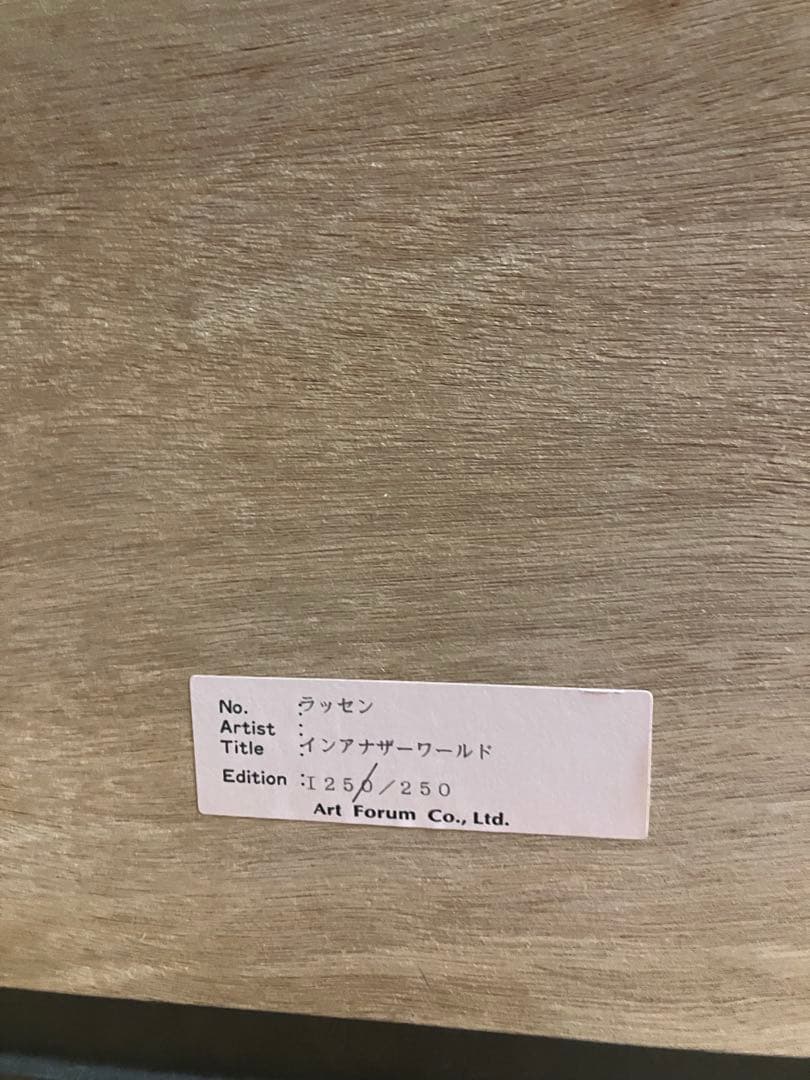 No. :ラッセン
Artist :
Title :インアナザーワールド
Edition :I250/250
Art Forum Co., Ltd.